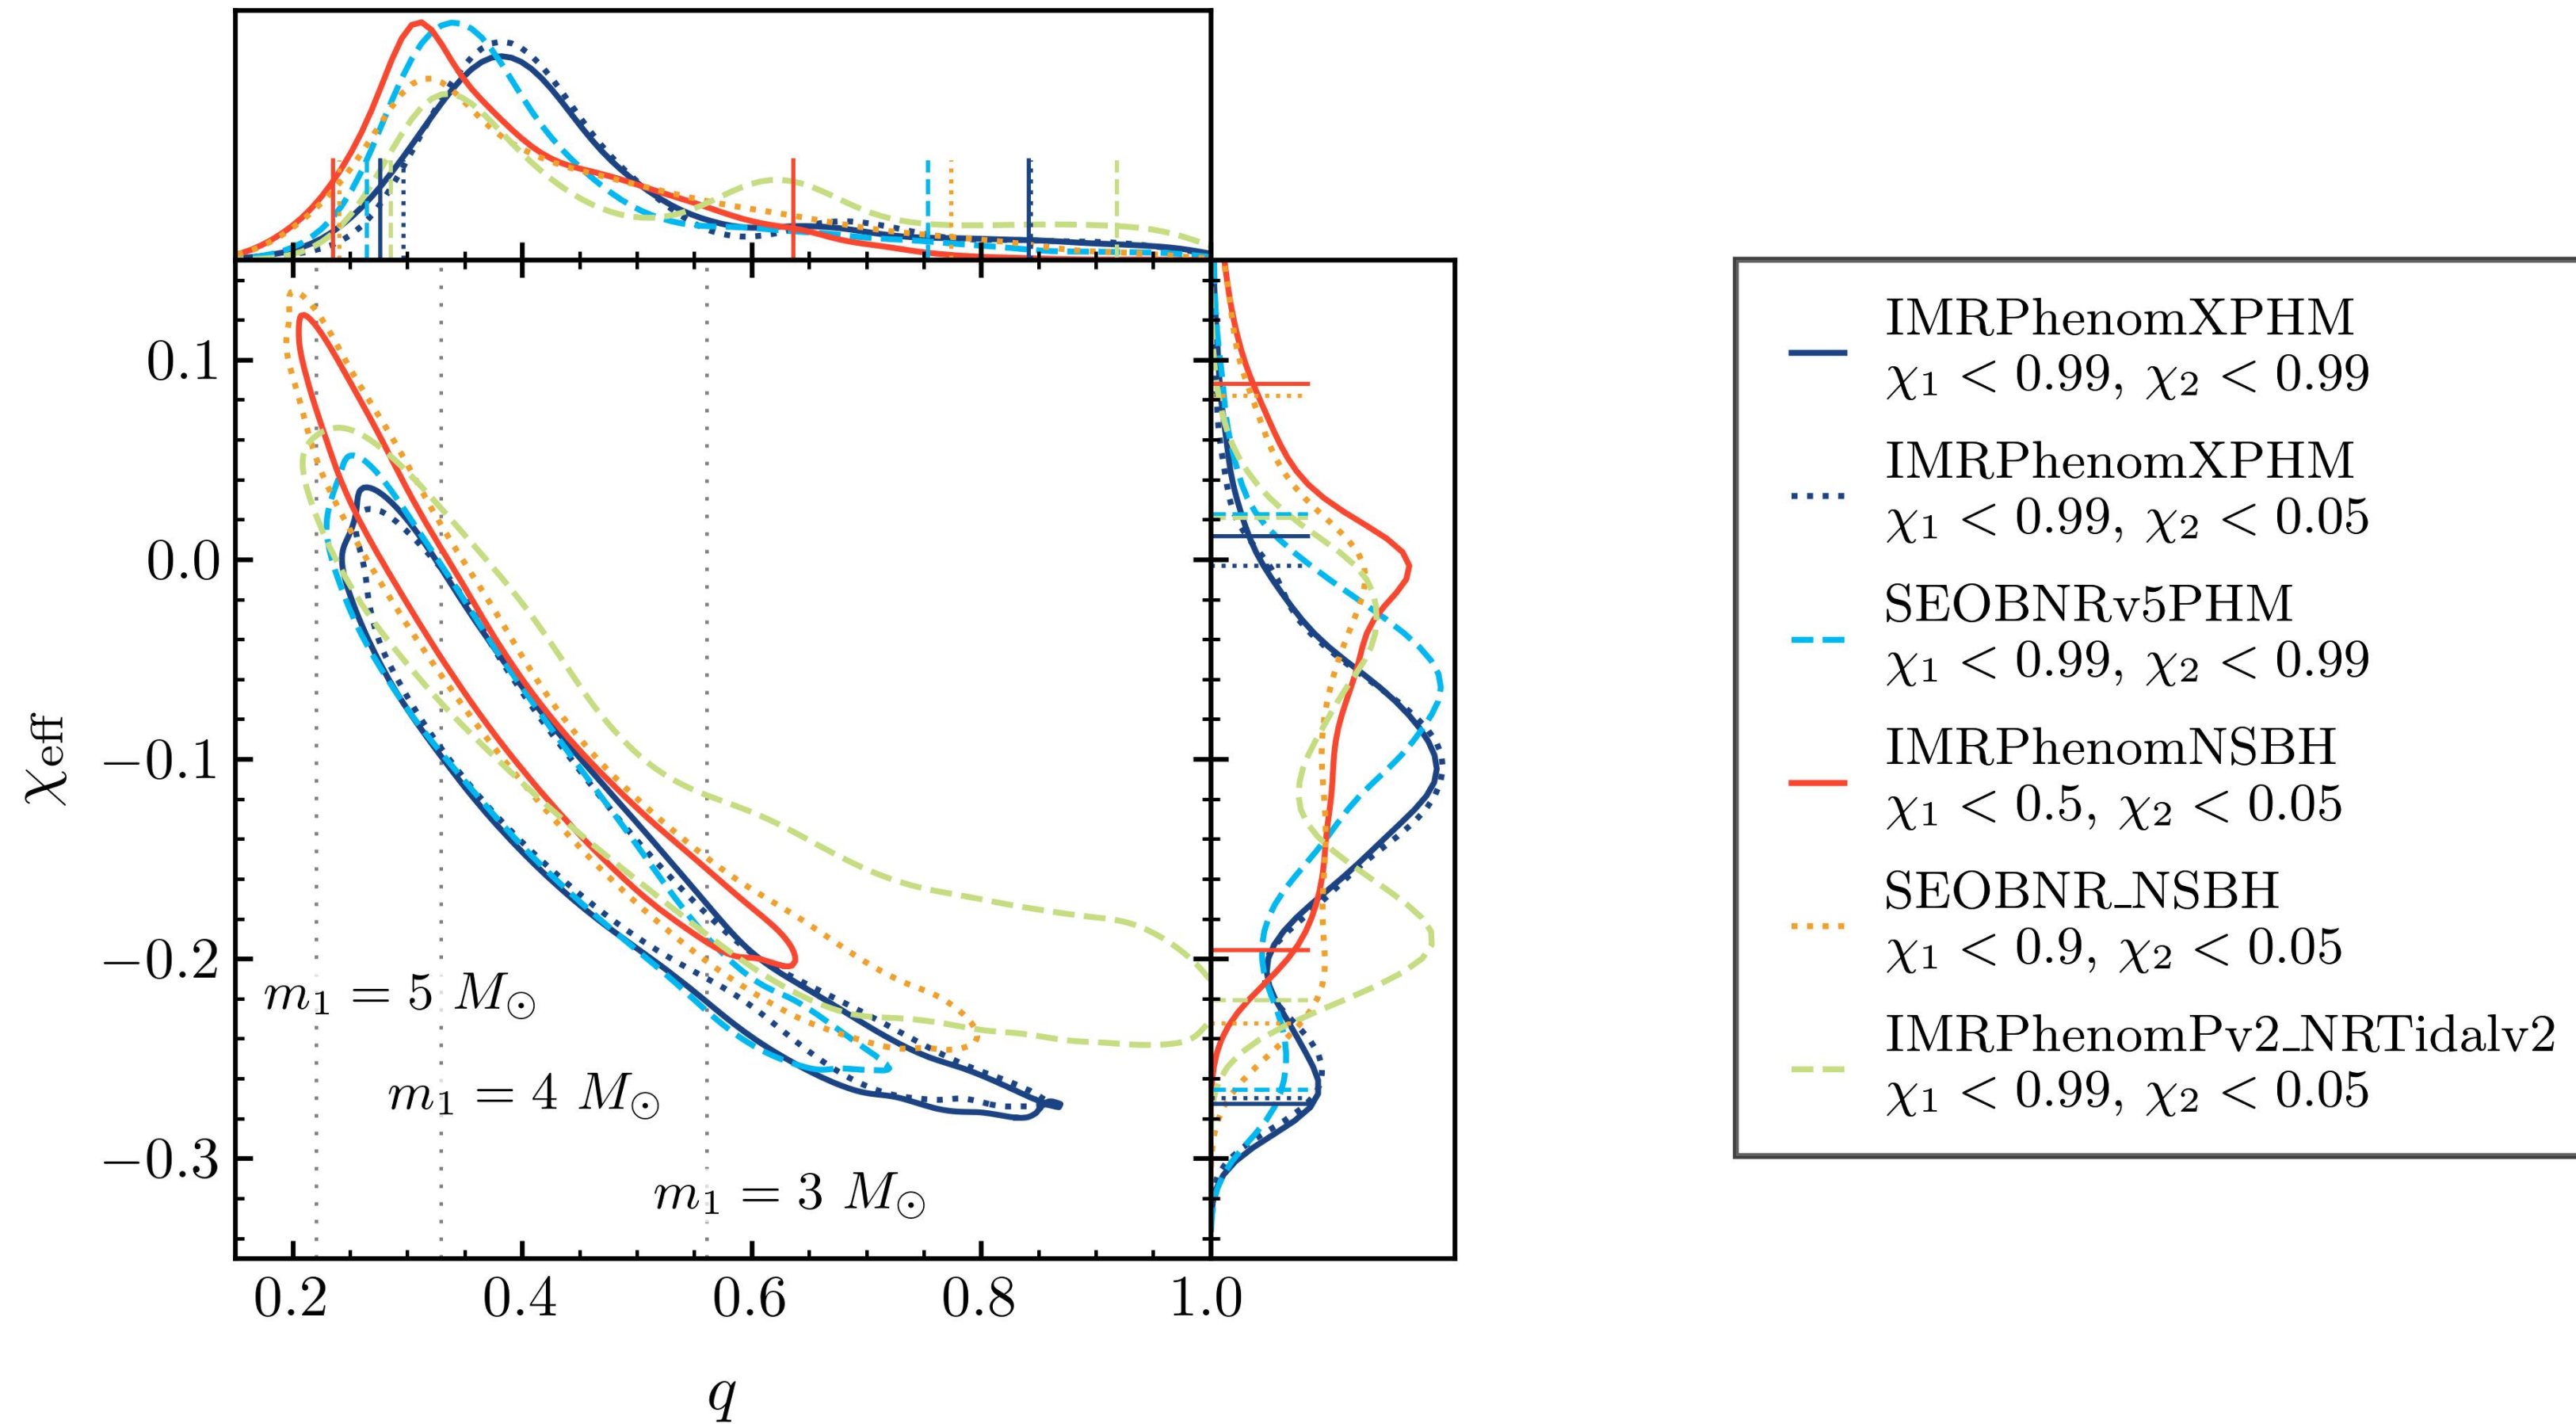 IMRPhenomXPHM
χ₁ < 0.99, χ₂ < 0.99
IMRPhenomXPHM
χ₁ < 0.99, χ₂ < 0.05
SEOBNRv5PHM
χ₁ < 0.99, χ₂ < 0.99
IMRPhenomNSBH
χ₁ < 0.5, χ₂ < 0.05
SEOBNR_NSBH
χ₁ < 0.9, χ₂ < 0.05
IMRPhenomPv2_NRTidalv2
χ₁ < 0.99, χ₂ < 0.05
χeff
0.1
0.0
−0.1
−0.2
−0.3
m₁ = 5 M⊙
m₁ = 4 M⊙
m₁ = 3 M⊙
0.2 0.4 0.6 0.8 1.0
q